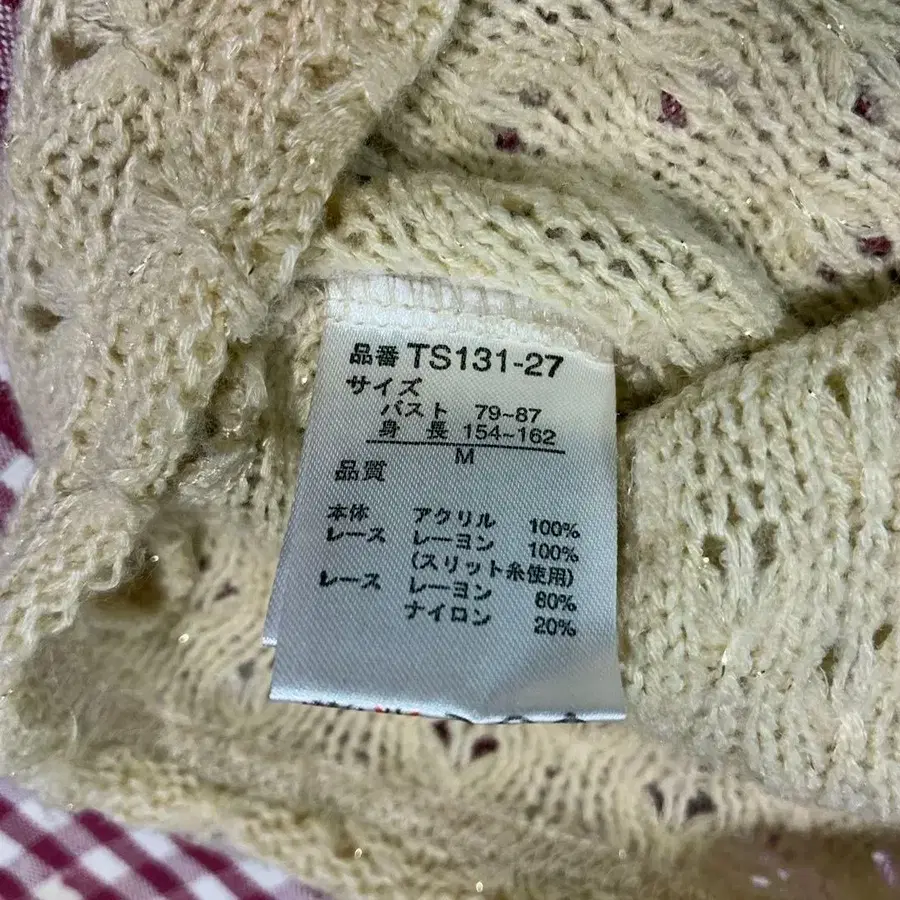 品番 TS131-27
サイズ
バスト 79~87
身長 154~162
M
品質
本体 アクリル 100%
レース レーヨン 100%
(スリット糸使用)
レース レーヨン 80%
ナイロン 20%